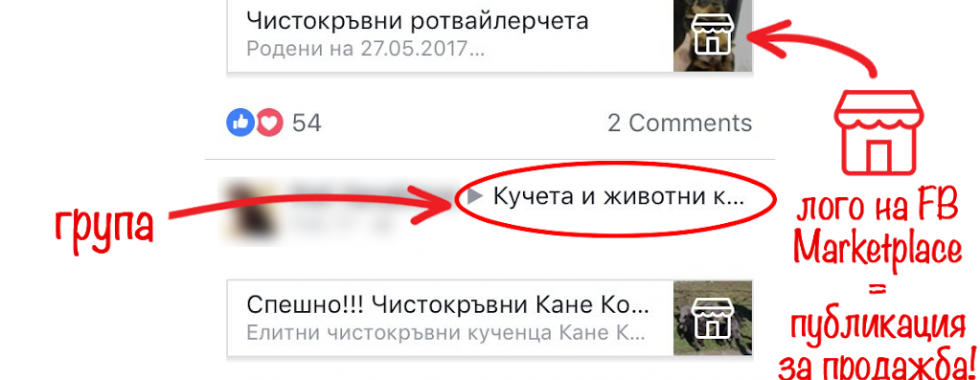 Чистокръвни ротвайлерчета
Родени на 27.05.2017...
54
2 Comments
Кучета и животни к...
група
лого на FB
Marketplace
=
публикация
за продажба!
Спешно!!! Чистокръвни Кане Ко...
Елитни чистокръвни кученца Кане К...